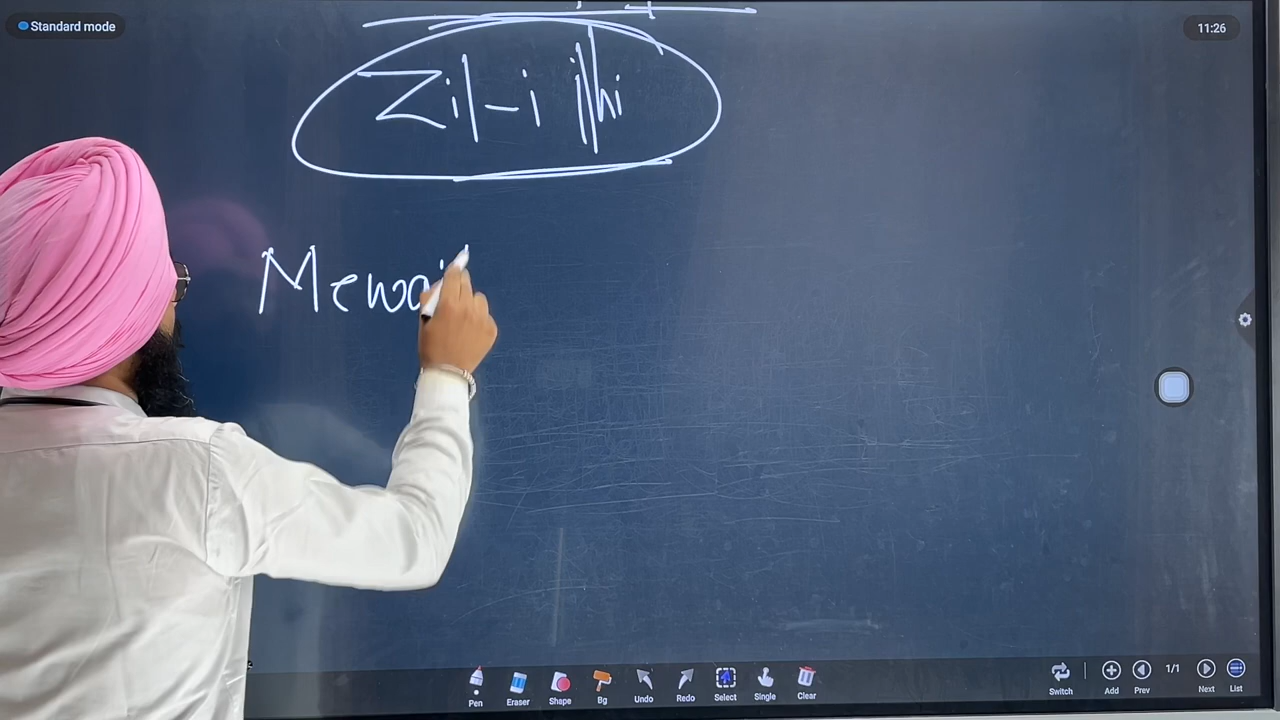 Standard mode
11:26
Zil-i ilhi
Mewa
Pen Eraser Shape Bg Undo Redo Select Single Clear
Switch Add Prev 1/1 Next List